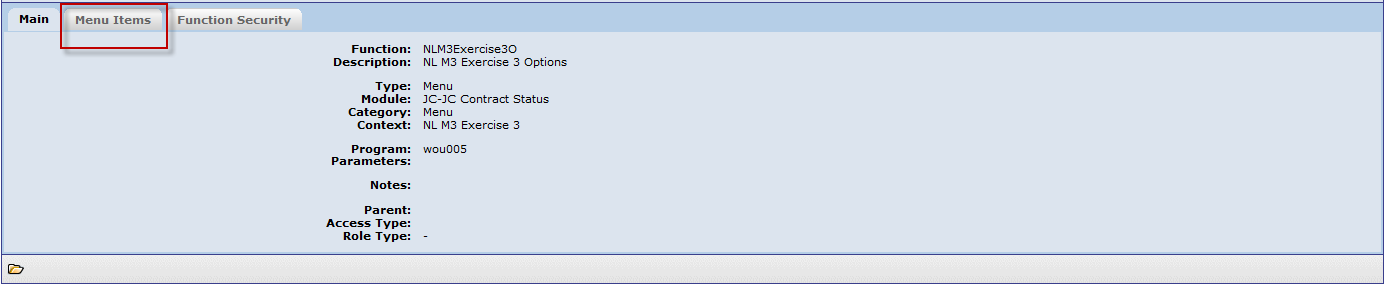 Main Menu Items Function Security
Function: NLM3Exercise3O
Description: NL M3 Exercise 3 Options
Type: Menu
Module: JC-JC Contract Status
Category: Menu
Context: NL M3 Exercise 3
Program: wou005
Parameters:
Notes:
Parent:
Access Type:
Role Type: -